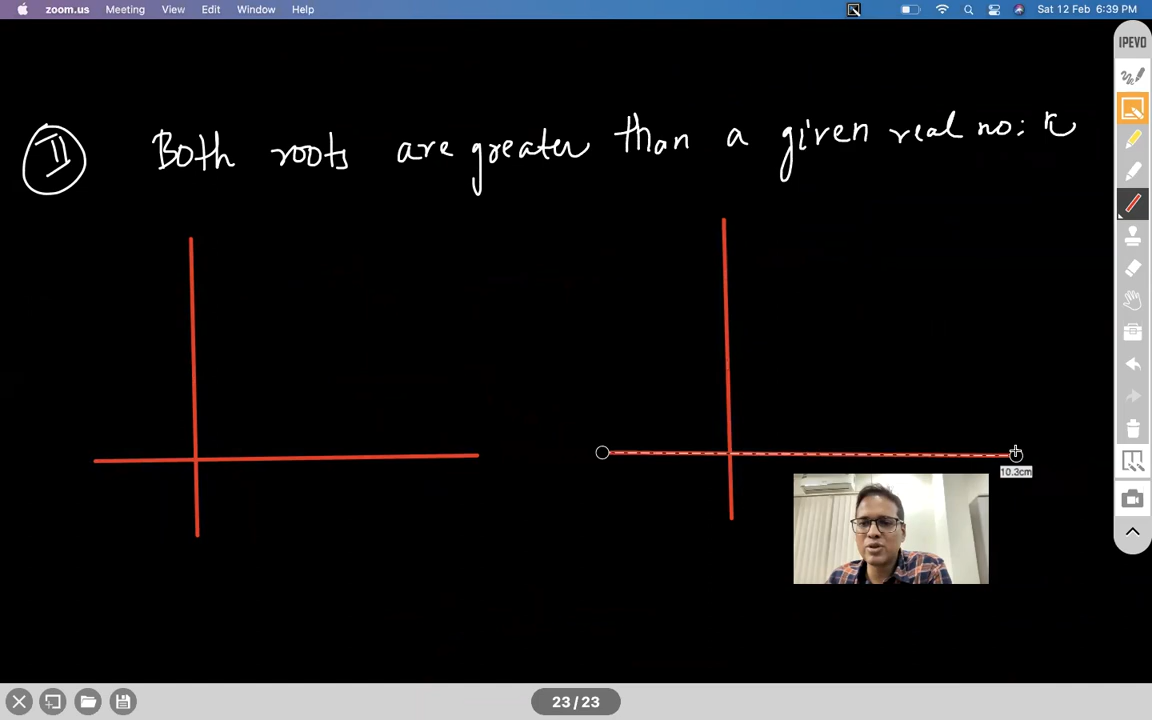 zoom.us Meeting View Edit Window Help Sat 12 Feb 6:39 PM
IPEVO
II Both roots are greater than a given real no: k
10.3cm
23/23